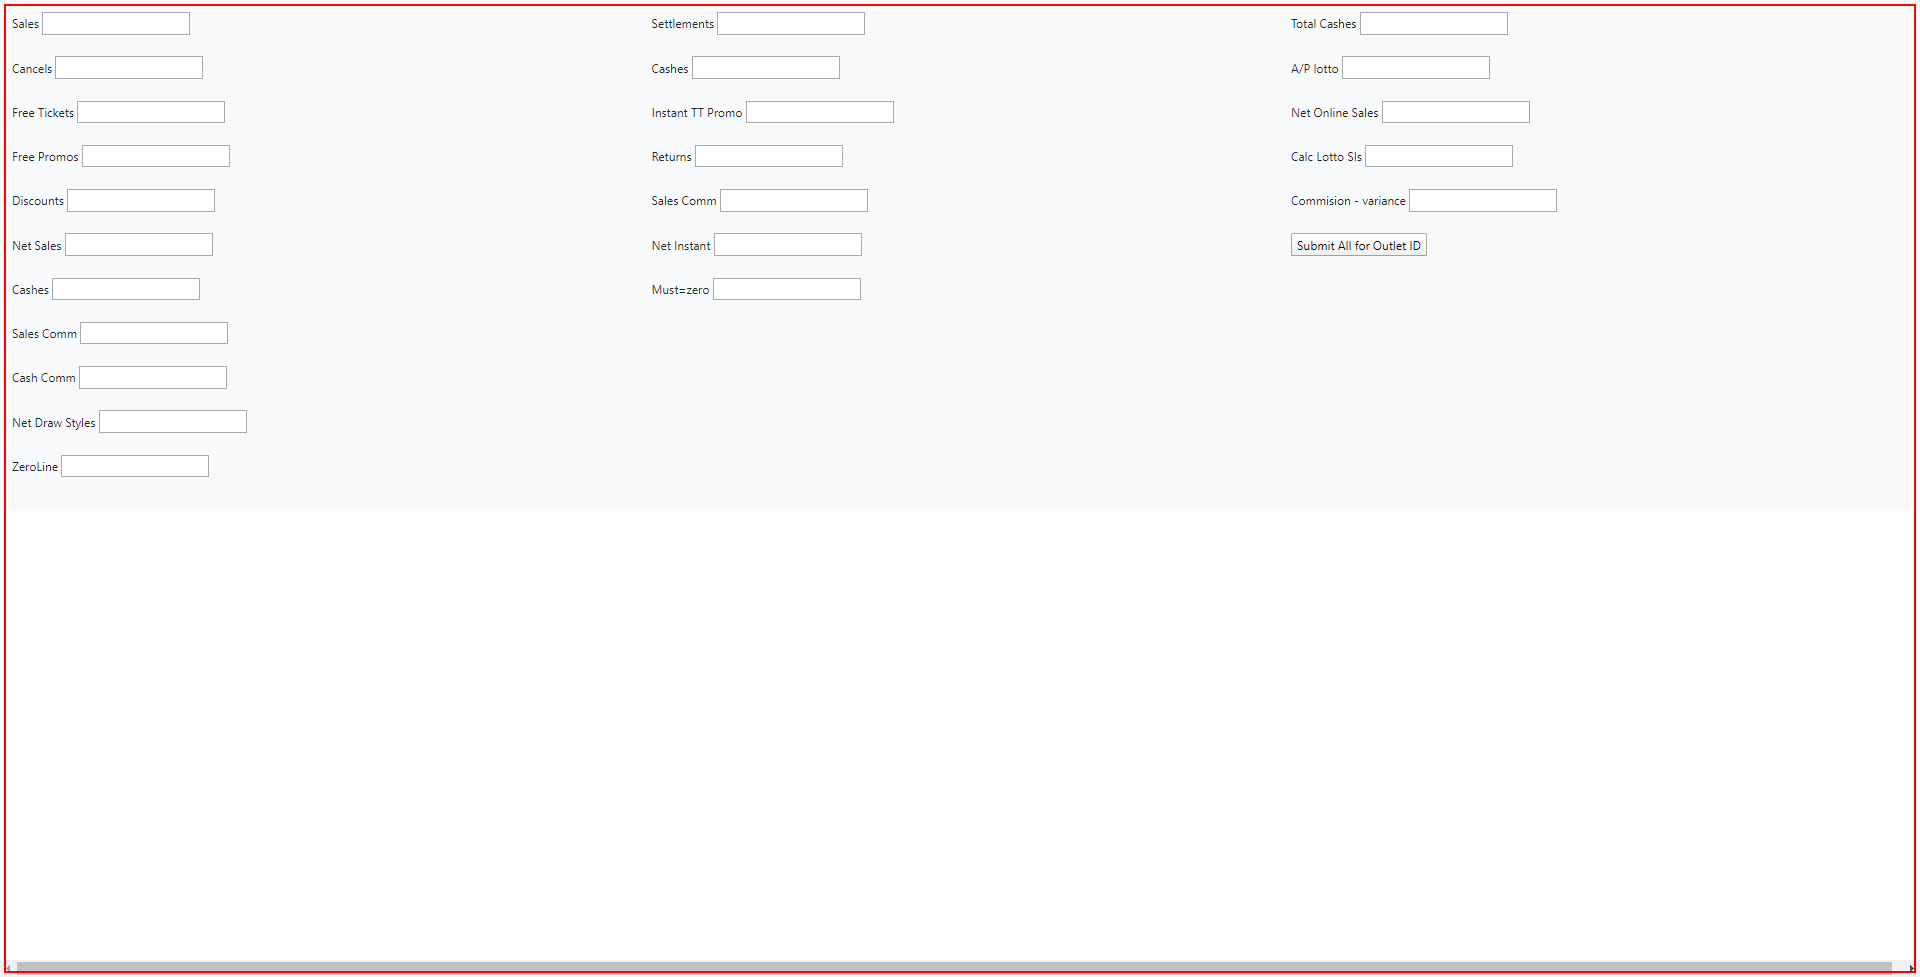 Sales
Cancels
Free Tickets
Free Promos
Discounts
Net Sales
Cashes
Sales Comm
Cash Comm
Net Draw Styles
ZeroLine
Settlements
Cashes
Instant TT Promo
Returns
Sales Comm
Net Instant
Must=zero
Total Cashes
A/P lotto
Net Online Sales
Calc Lotto Sls
Commision - variance
Submit All for Outlet ID